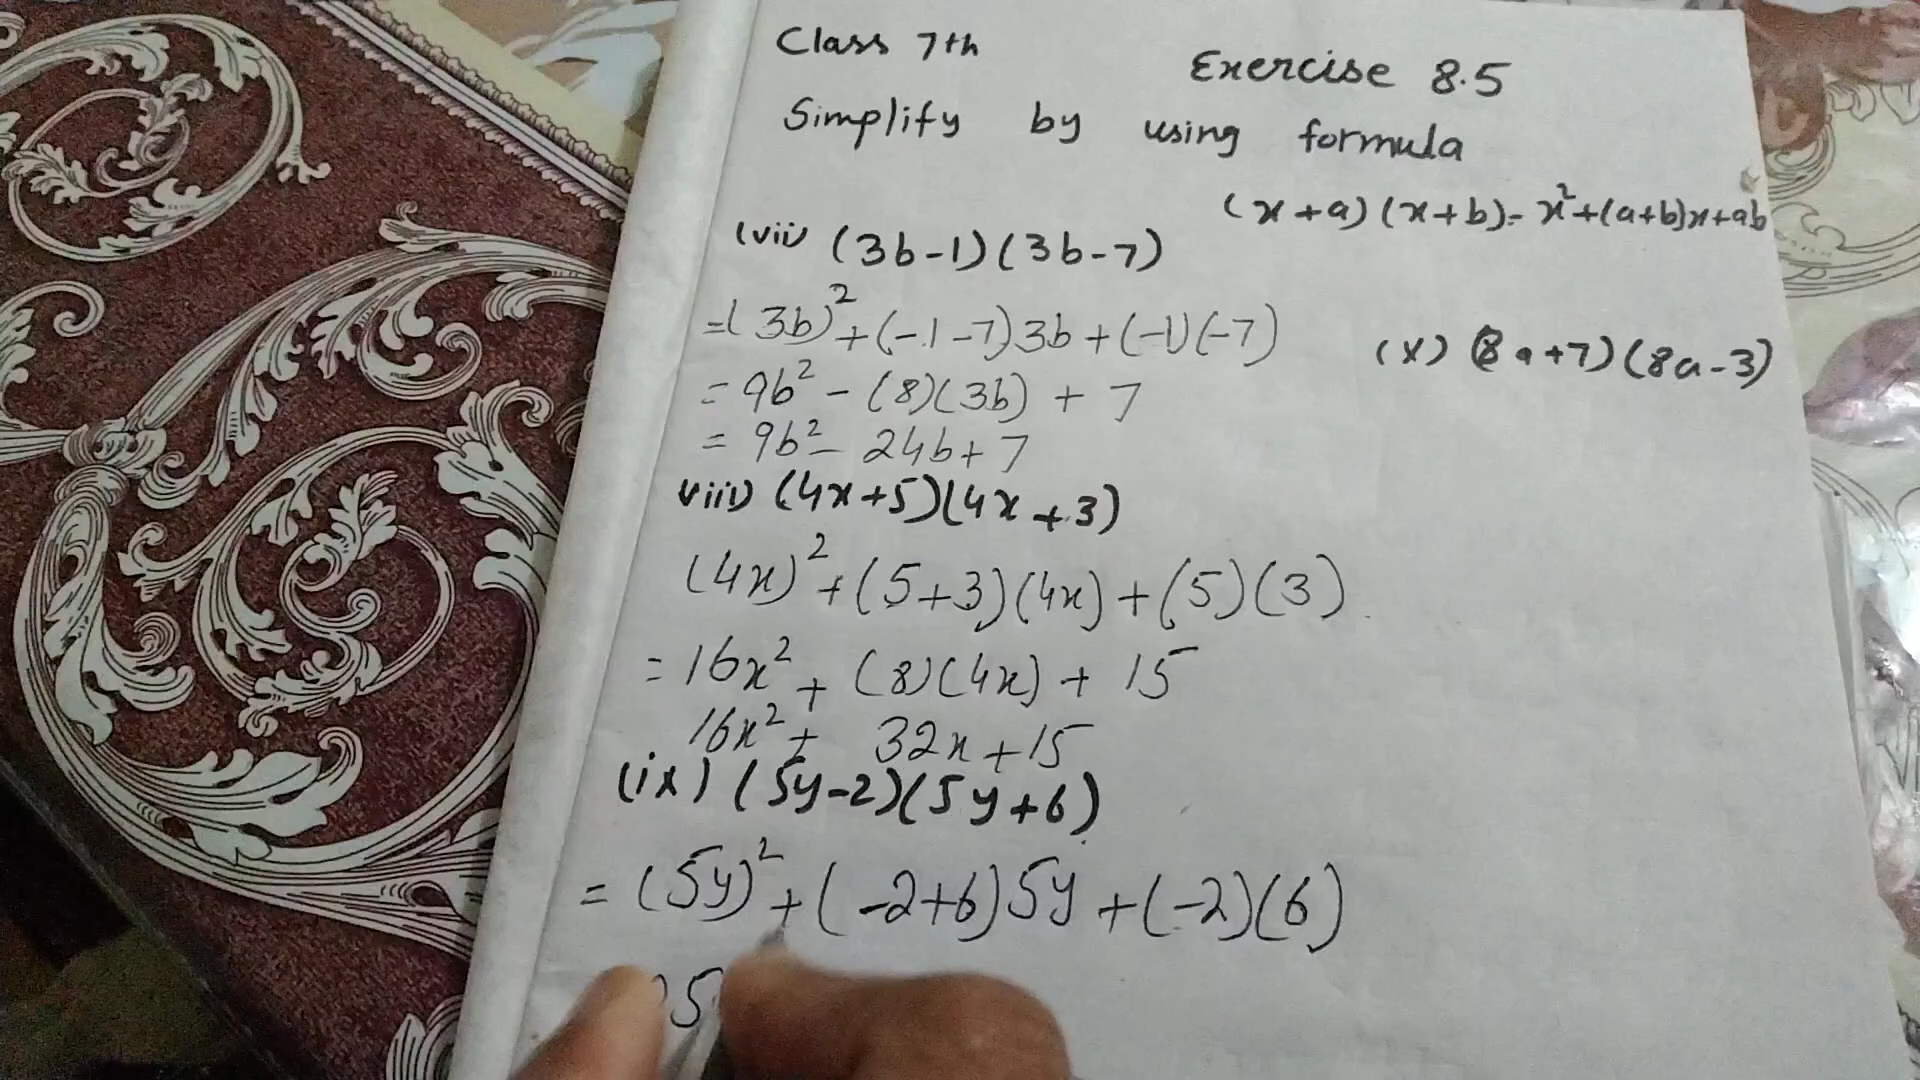 Class 7th
Exercise 8.5
Simplify by using formula
(x+a)(x+b)= x²+(a+b)x+ab
(vii) (3b-1)(3b-7)
=(3b)²+(-1-7)3b+(-1)(-7)
= 9b² - (8)(3b) + 7
= 9b² - 24b+7
viii) (4x+5)(4x+3)
(4x)²+(5+3)(4x)+(5)(3)
= 16x² + (8)(4x) + 15
16x² + 32x+15
(ix) (5y-2)(5y+6)
= (5y)²+(-2+6)5y+(-2)(6)
25
(x) (8a+7)(8a-3)